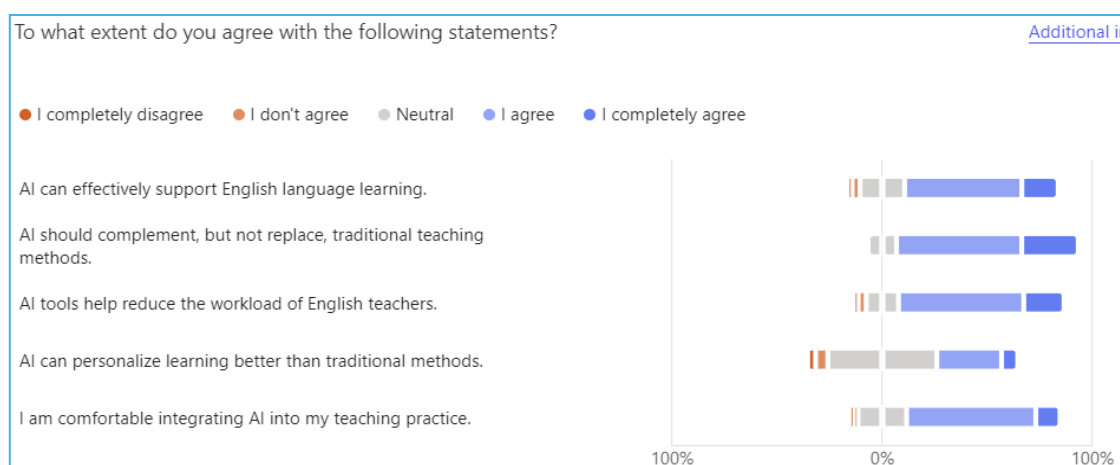 To what extent do you agree with the following statements?
Additional
I completely disagree I don't agree Neutral I agree I completely agree
AI can effectively support English language learning.
AI should complement, but not replace, traditional teaching
methods.
AI tools help reduce the workload of English teachers.
AI can personalize learning better than traditional methods.
I am comfortable integrating AI into my teaching practice.
100% 0% 100%